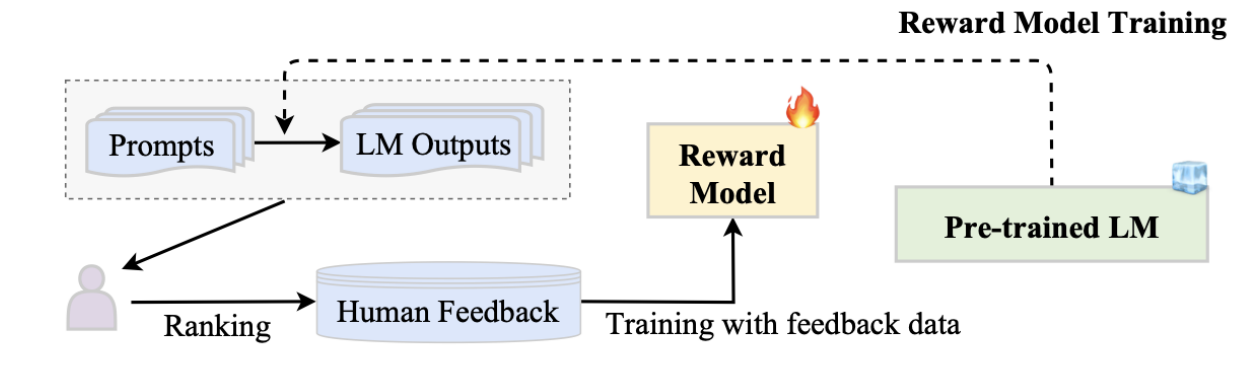 Reward Model Training
Prompts
LM Outputs
Reward
Model
Pre-trained LM
Ranking
Human Feedback
Training with feedback data